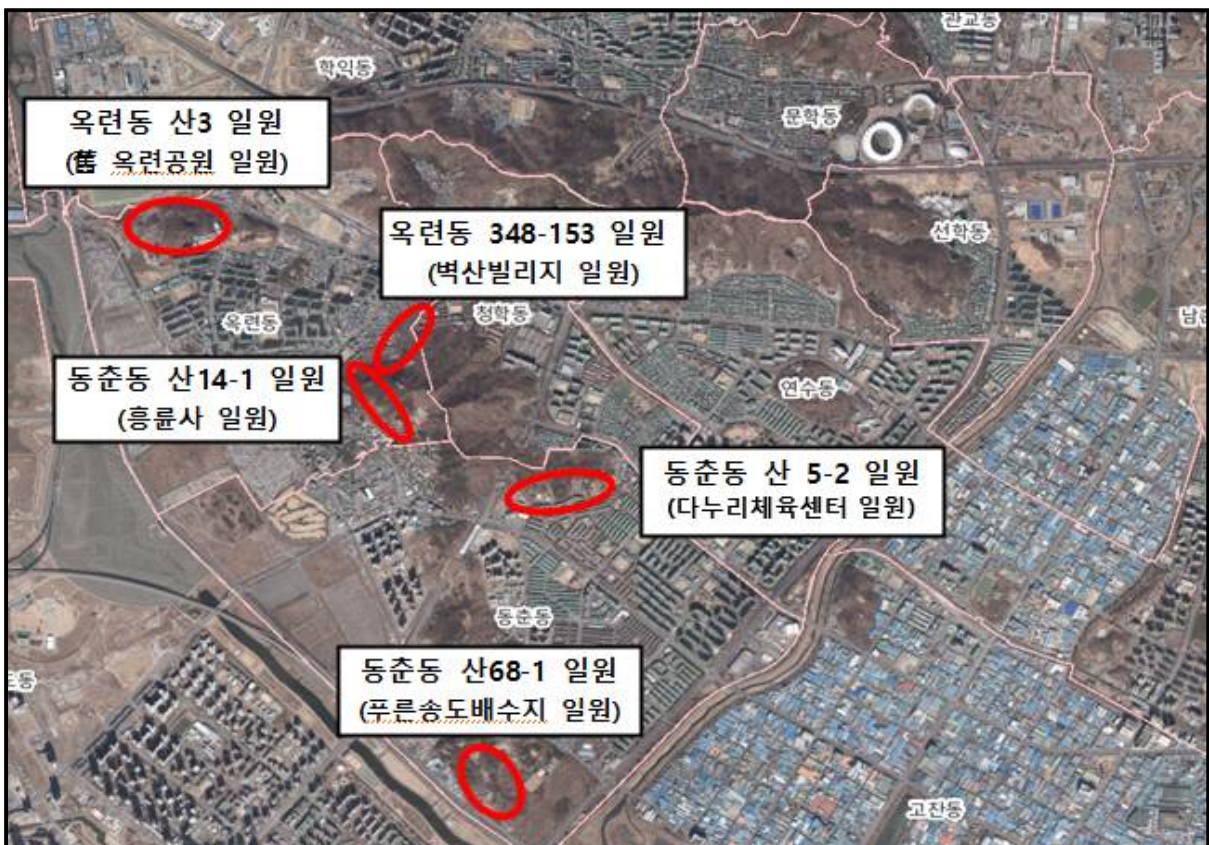 관교동
학익동
옥련동 산3 일원
(舊 옥련공원 일원)
문학동
옥련동 348-153 일원
(벽산빌리지 일원)
선학동
청학동
옥련동
동춘동 산14-1 일원
(흥륜사 일원)
연수동
동춘동 산 5-2 일원
(다누리체육센터 일원)
동춘동
동춘동 산68-1 일원
(푸른송도배수지 일원)
고잔동